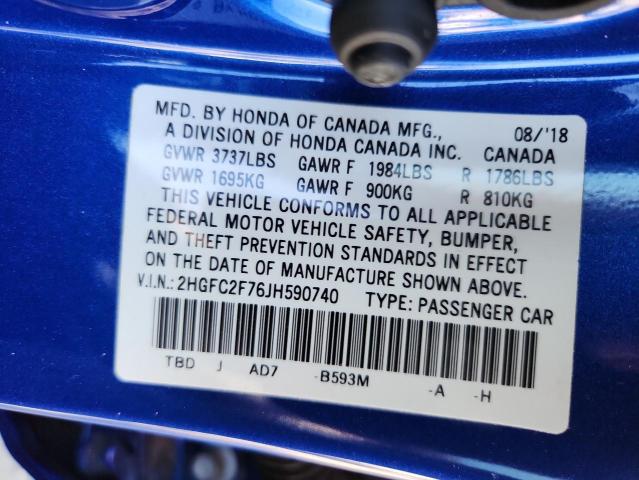 MFD. BY HONDA OF CANADA MFG., 08/'18
A DIVISION OF HONDA CANADA INC. CANADA
GVWR 3737LBS GAWR F 1984LBS R 1786LBS
GVWR 1695KG GAWR F 900KG R 810KG
THIS VEHICLE CONFORMS TO ALL APPLICABLE
FEDERAL MOTOR VEHICLE SAFETY, BUMPER,
AND THEFT PREVENTION STANDARDS IN EFFECT
ON THE DATE OF MANUFACTURE SHOWN ABOVE.
V.I.N.: 2HGFC2F76JH590740 TYPE: PASSENGER CAR
TBD J AD7 -B593M -A -H